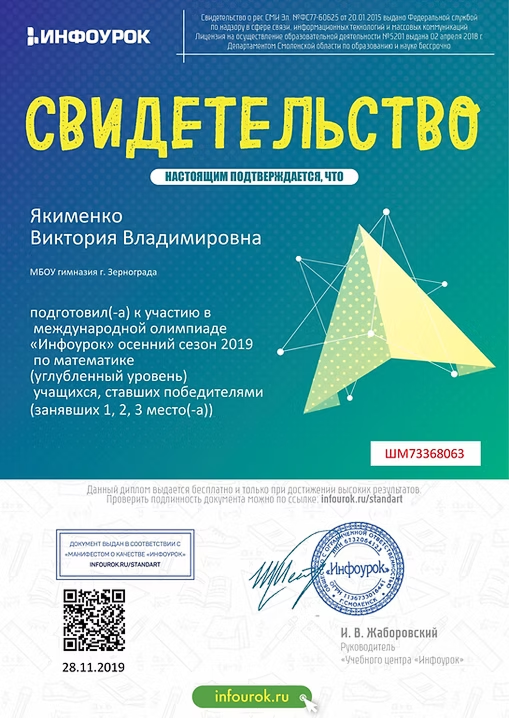 ИНФОУРОК
Свидетельство о рег. СМИ Эл. №ФС77-60625 от 20.01.2015 выдано Федеральной службой
по надзору в сфере связи, информационных технологий и массовых коммуникаций
Лицензия на осуществление образовательной деятельности №5201 выдана 02 апреля 2018 г.
Департаментом Смоленской области по образованию и науке бессрочно
СВИДЕТЕЛЬСТВО
НАСТОЯЩИМ ПОДТВЕРЖДАЕТСЯ, ЧТО
Якименко
Виктория Владимировна
МБОУ гимназия г. Зернограда
подготовил(-а) к участию в
международной олимпиаде
«Инфоурок» осенний сезон 2019
по математике
(углубленный уровень)
учащихся, ставших победителями
(занявших 1, 2, 3 место(-а))
ШМ73368063
Данный диплом выдается бесплатно и только при достижении высоких результатов.
Проверить подлинность документа можно по ссылке: infourok.ru/standart
ДОКУМЕНТ ВЫДАН В СООТВЕТСТВИИ С
«МАНИФЕСТОМ О КАЧЕСТВЕ «ИНФОУРОК»
INFOUROK.RU/STANDART
«Инфоурок»
Г. СМОЛЕНСК
28.11.2019
И. В. Жаборовский
Руководитель
«Учебного центра «Инфоурок»
infourok.ru